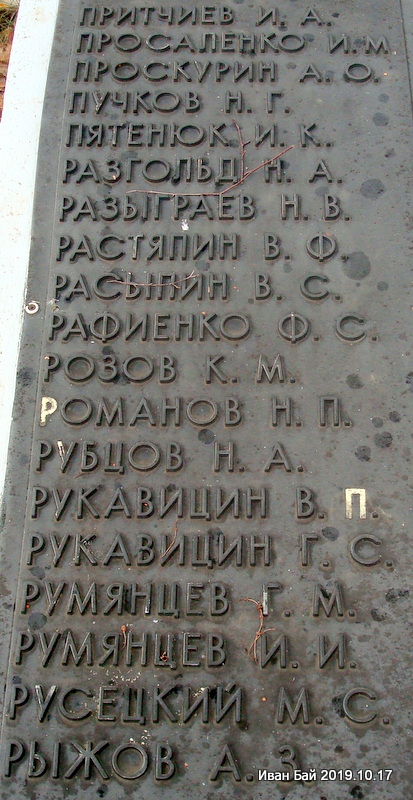 ПРИТЧИЕВ И. А.
ПРОСАЛЕНКО И. М
ПРОСКУРИН А. О.
ПУЧКОВ Н. Г.
ПЯТЕНЮК И. К.
РАЗГОЛЬД Н. А.
РАЗЫГРАЕВ Н. В.
РАСТЯПИН В. Ф
РАСЫПИН В. С.
РАФИЕНКО Ф. С.
РОЗОВ К. М.
РОМАНОВ Н. П.
РУБЦОВ Н. А.
РУКАВИЦИН В. П.
РУКАВИЦИН Г. С.
РУМЯНЦЕВ Г. М.
РУМЯНЦЕВ И. И.
РУСЕЦКИЙ М. С.
РЫЖОВ А. З.
Иван Бай 2019.10.17